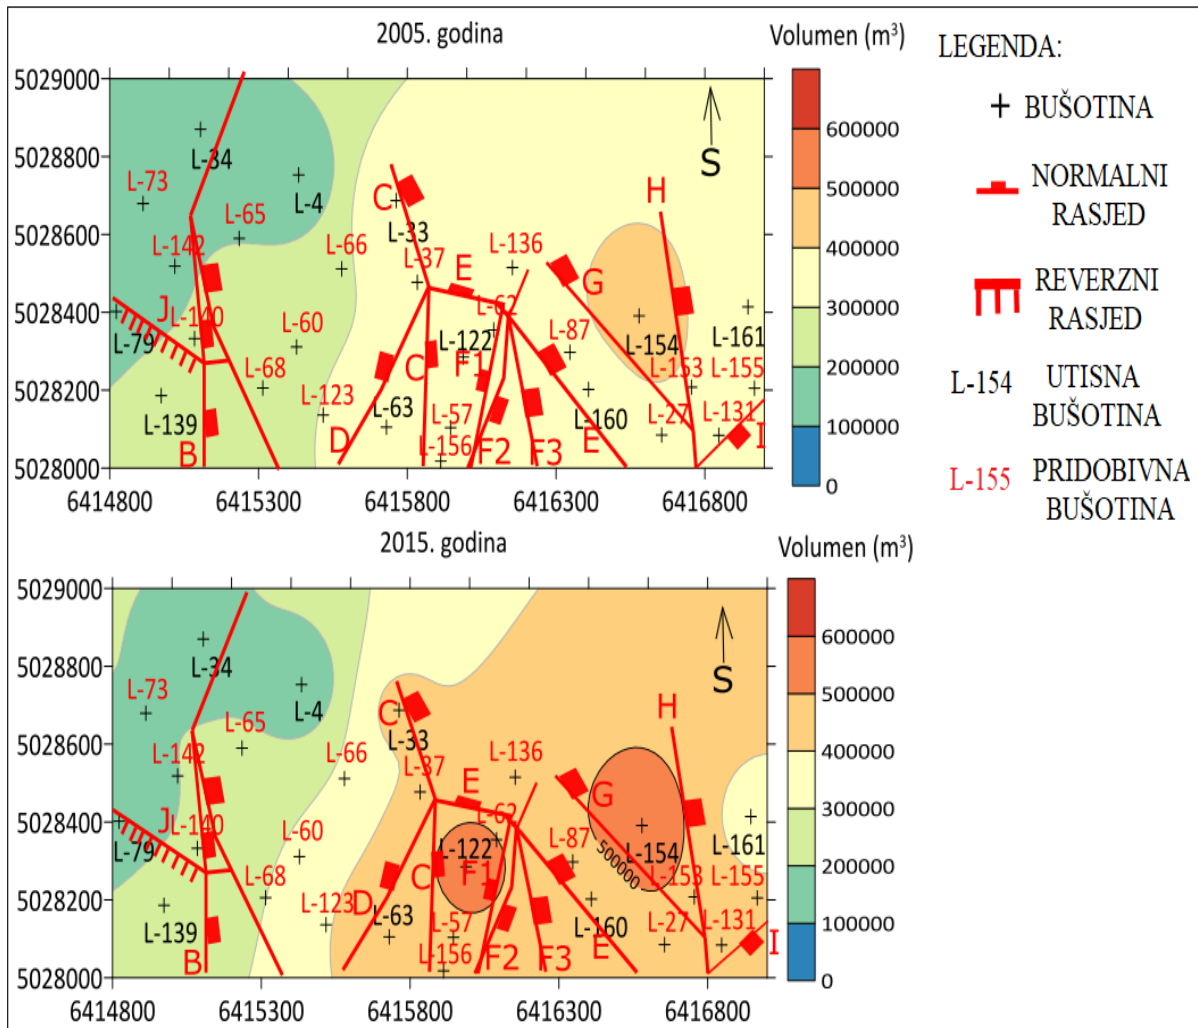 2005. godina
Volumen (m³)
LEGENDA:
5029000
5028800
5028600
5028400
5028200
5028000
6414800
6415300
6415800
6416300
6416800
L-34
L-73
L-4
L-65
L-142
L-66
C
L-33
L-37
E
L-136
H
G
S
J
L-140
L-79
L-60
L-62
L-122
F1
C
L-87
L-154
L-161
L-68
L-123
L-63
L-57
L-160
L-153
L-155
L-139
B
D
L-156
F2
F3
E
L-27
L-131
I
600000
500000
400000
300000
200000
100000
0
BUŠOTINA
NORMALNI
RASJED
REVERZNI
RASJED
L-154 UTISNA
BUŠOTINA
L-155 PRIDOBIVNA
BUŠOTINA
2015. godina
Volumen (m³)
5029000
5028800
5028600
5028400
5028200
5028000
6414800
6415300
6415800
6416300
6416800
L-34
L-73
L-4
L-65
L-142
L-66
C
L-33
L-37
E
L-136
H
G
S
J
L-140
L-79
L-60
L-62
L-122
F1
C
L-87
500000
L-154
L-161
L-68
L-123
D
L-63
L-57
L-160
L-153
L-155
L-139
B
L-156
F2
F3
E
L-27
L-131
I
600000
500000
400000
300000
200000
100000
0